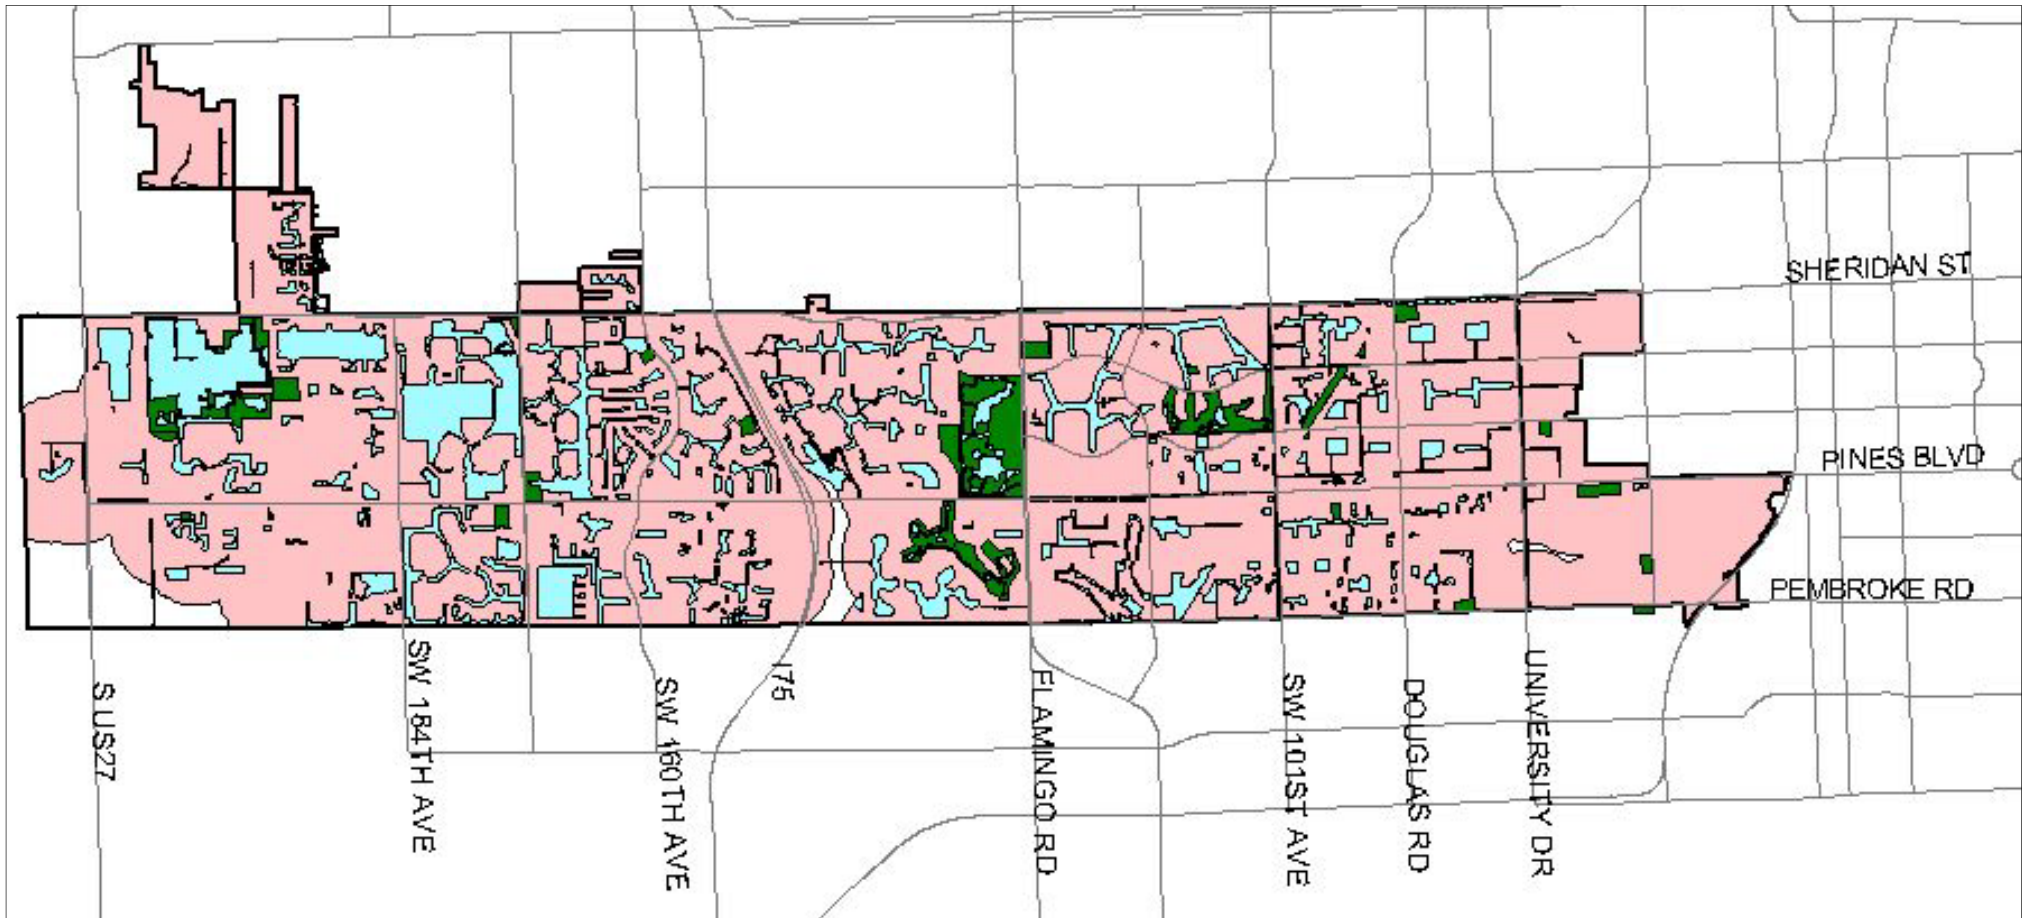 SHERIDAN ST
PINES BLVD
PEMBROKE RD
S US27
SW 184TH AVE
SW 160TH AVE
I75
FLAMINGO RD
SW 101ST AVE
DOUGLAS RD
UNIVERSITY DR